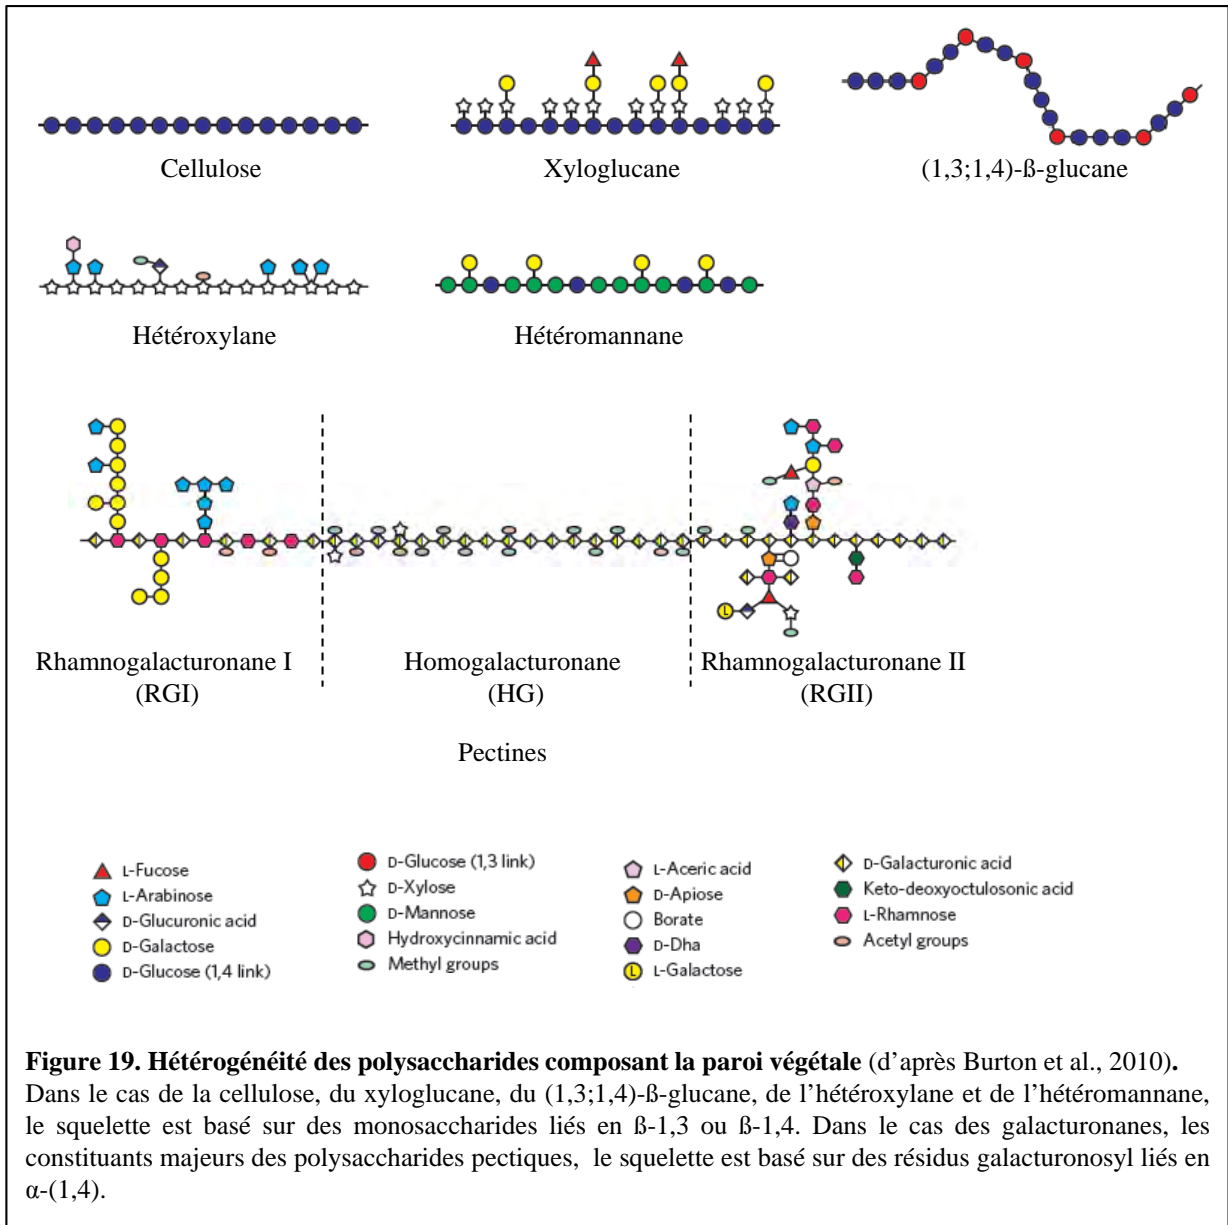 Cellulose
Xyloglucane
(1,3;1,4)-ß-glucane
Hétéroxylane
Hétéromannane
Rhamnogalacturonane I
(RGI)
Homogalacturonane
(HG)
Rhamnogalacturonane II
(RGII)
L
Pectines
L-Fucose
L-Arabinose
D-Glucuronic acid
D-Galactose
D-Glucose (1,4 link)
D-Glucose (1,3 link)
D-Xylose
D-Mannose
Hydroxycinnamic acid
Methyl groups
L-Aceric acid
D-Apiose
Borate
D-Dha
L L-Galactose
D-Galacturonic acid
Keto-deoxyoctulosonic acid
L-Rhamnose
Acetyl groups
Figure 19. Hétérogénéité des polysaccharides composant la paroi végétale (d'après Burton et al., 2010).
Dans le cas de la cellulose, du xyloglucane, du (1,3;1,4)-ß-glucane, de l'hétéroxylane et de l'hétéromannane,
le squelette est basé sur des monosaccharides liés en ß-1,3 ou ß-1,4. Dans le cas des galacturonanes, les
constituants majeurs des polysaccharides pectiques, le squelette est basé sur des résidus galacturonosyl liés en
α-(1,4).